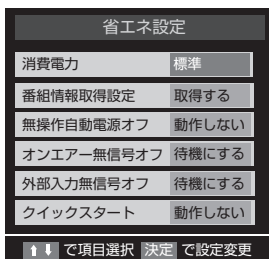 省エネ設定
消費電力 標準
番組情報取得設定 取得する
無操作自動電源オフ 動作しない
オンエアー無信号オフ 待機にする
外部入力無信号オフ 待機にする
クイックスタート 動作しない
⬆⬇ で項目選択 決定 で設定変更